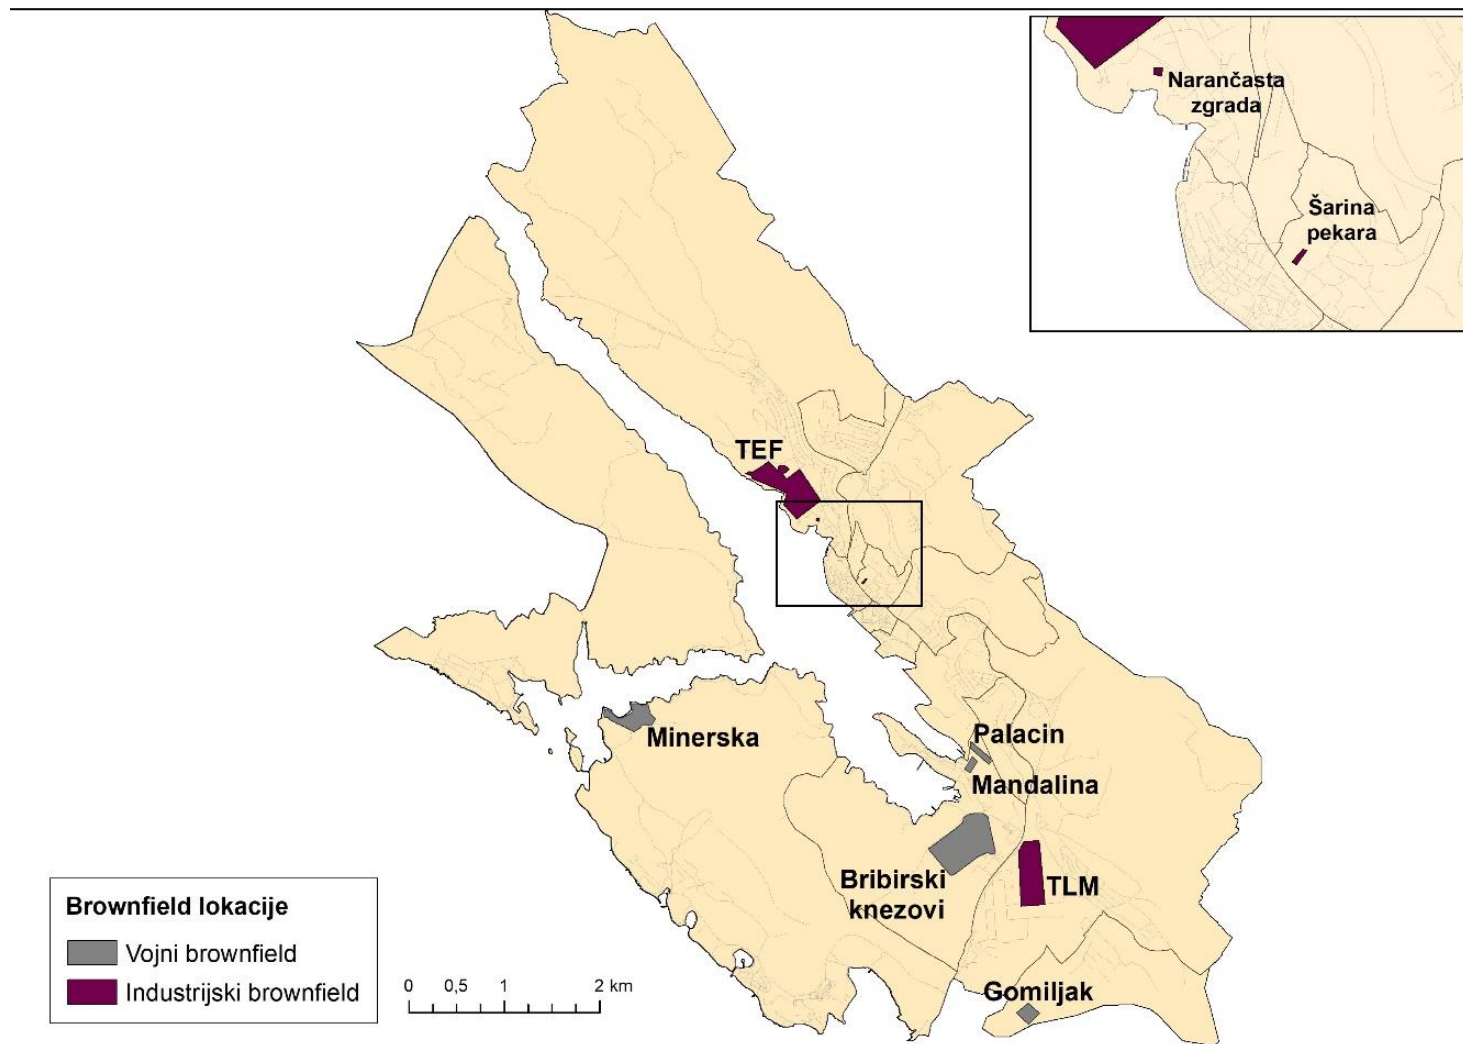 Narančasta
zgrada
Šarina
pekara
TEF
Minerska
Palacin
Mandalina
Bribirski
knezovi
TLM
Gomiljak
Brownfield lokacije
Vojni brownfield
Industrijski brownfield
0 0,5 1 2 km